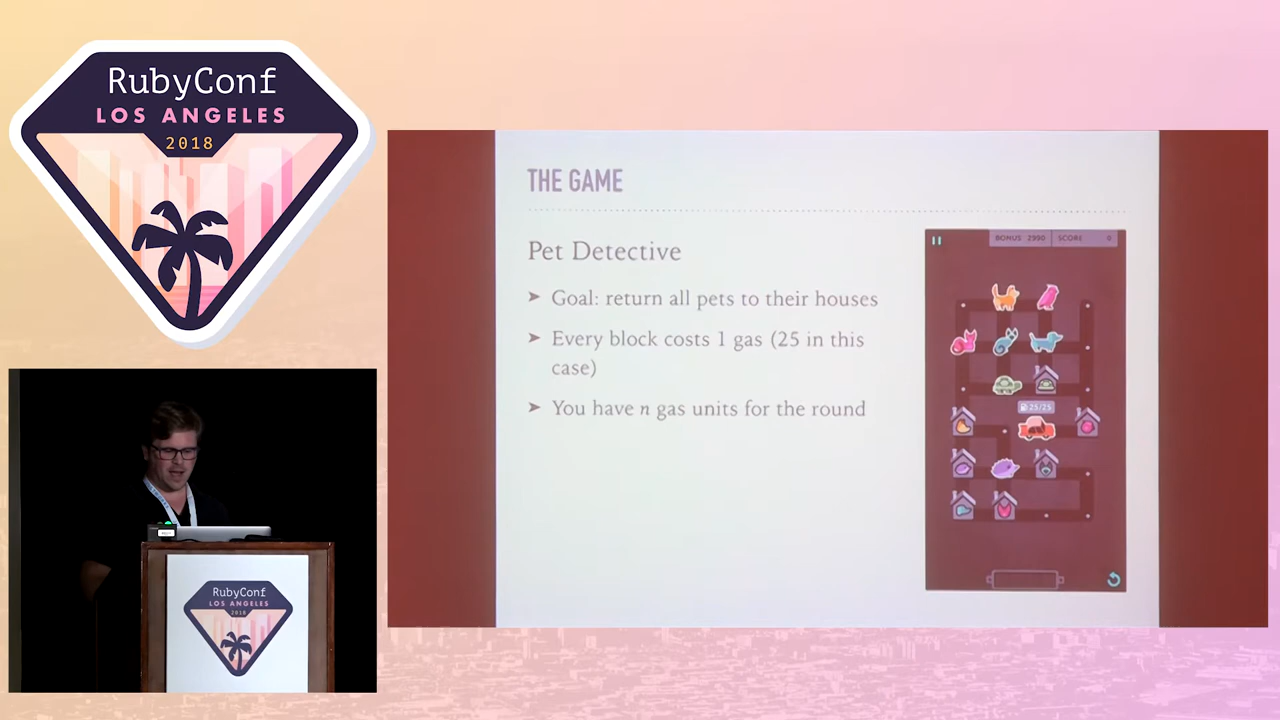 RubyConf
LOS ANGELES
2018
THE GAME
Pet Detective
➤ Goal: return all pets to their houses
➤ Every block costs 1 gas (25 in this
case)
➤ You have n gas units for the round
BONUS 2990 SCORE 0
25/25
RubyConf
LOS ANGELES
2018